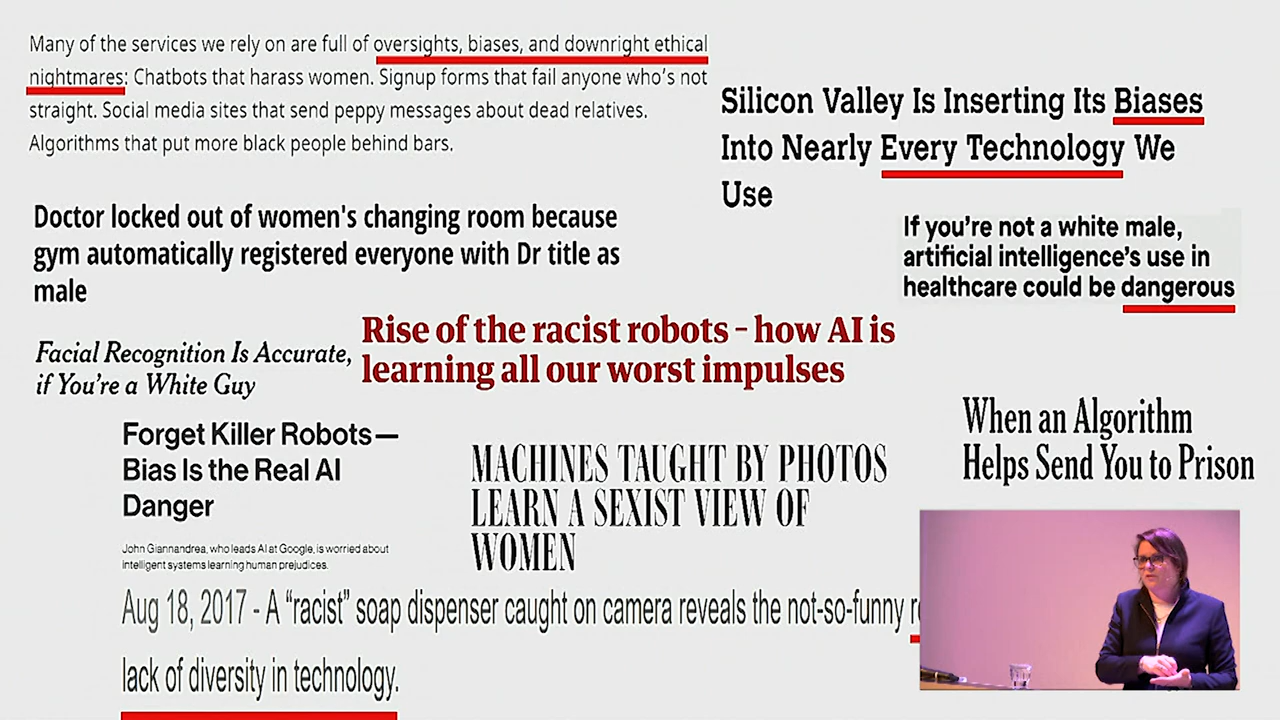 Many of the services we rely on are full of oversights, biases, and downright ethical
nightmares: Chatbots that harass women. Signup forms that fail anyone who's not
straight. Social media sites that send peppy messages about dead relatives.
Algorithms that put more black people behind bars.
Silicon Valley Is Inserting Its Biases
Into Nearly Every Technology We
Use
Doctor locked out of women's changing room because
gym automatically registered everyone with Dr title as
male
If you're not a white male,
artificial intelligence's use in
healthcare could be dangerous
Facial Recognition Is Accurate,
if You're a White Guy
Rise of the racist robots – how AI is
learning all our worst impulses
Forget Killer Robots—
Bias Is the Real AI
Danger
John Giannandrea, who leads AI at Google, is worried about
intelligent systems learning human prejudices.
MACHINES TAUGHT BY PHOTOS
LEARN A SEXIST VIEW OF
WOMEN
When an Algorithm
Helps Send You to Prison
Aug 18, 2017 - A “racist” soap dispenser caught on camera reveals the not-so-funny
lack of diversity in technology.